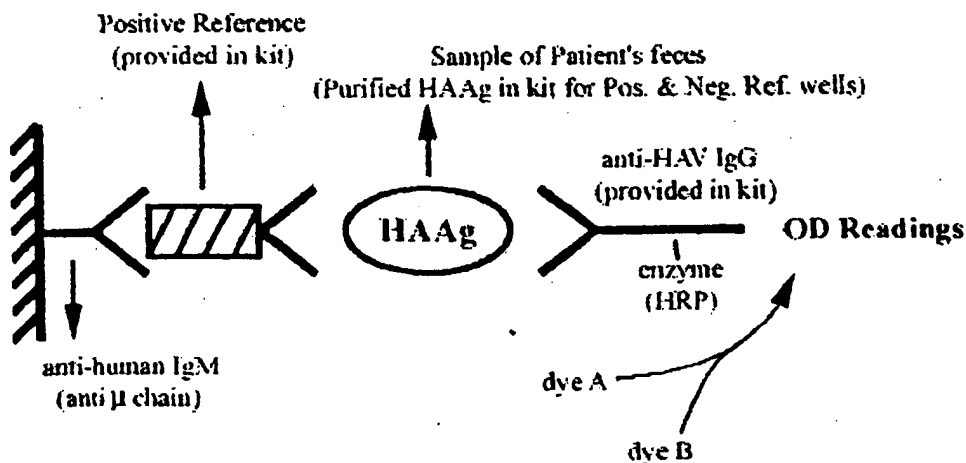 Positive Reference
(provided in kit)
Sample of Patient's feces
(Purified HAAg in kit for Pos. & Neg. Ref. wells)
anti-HAV IgG
(provided in kit)
HAAg
OD Readings
enzyme
(HRP)
anti-human IgM
(anti μ chain)
dye A
dye B